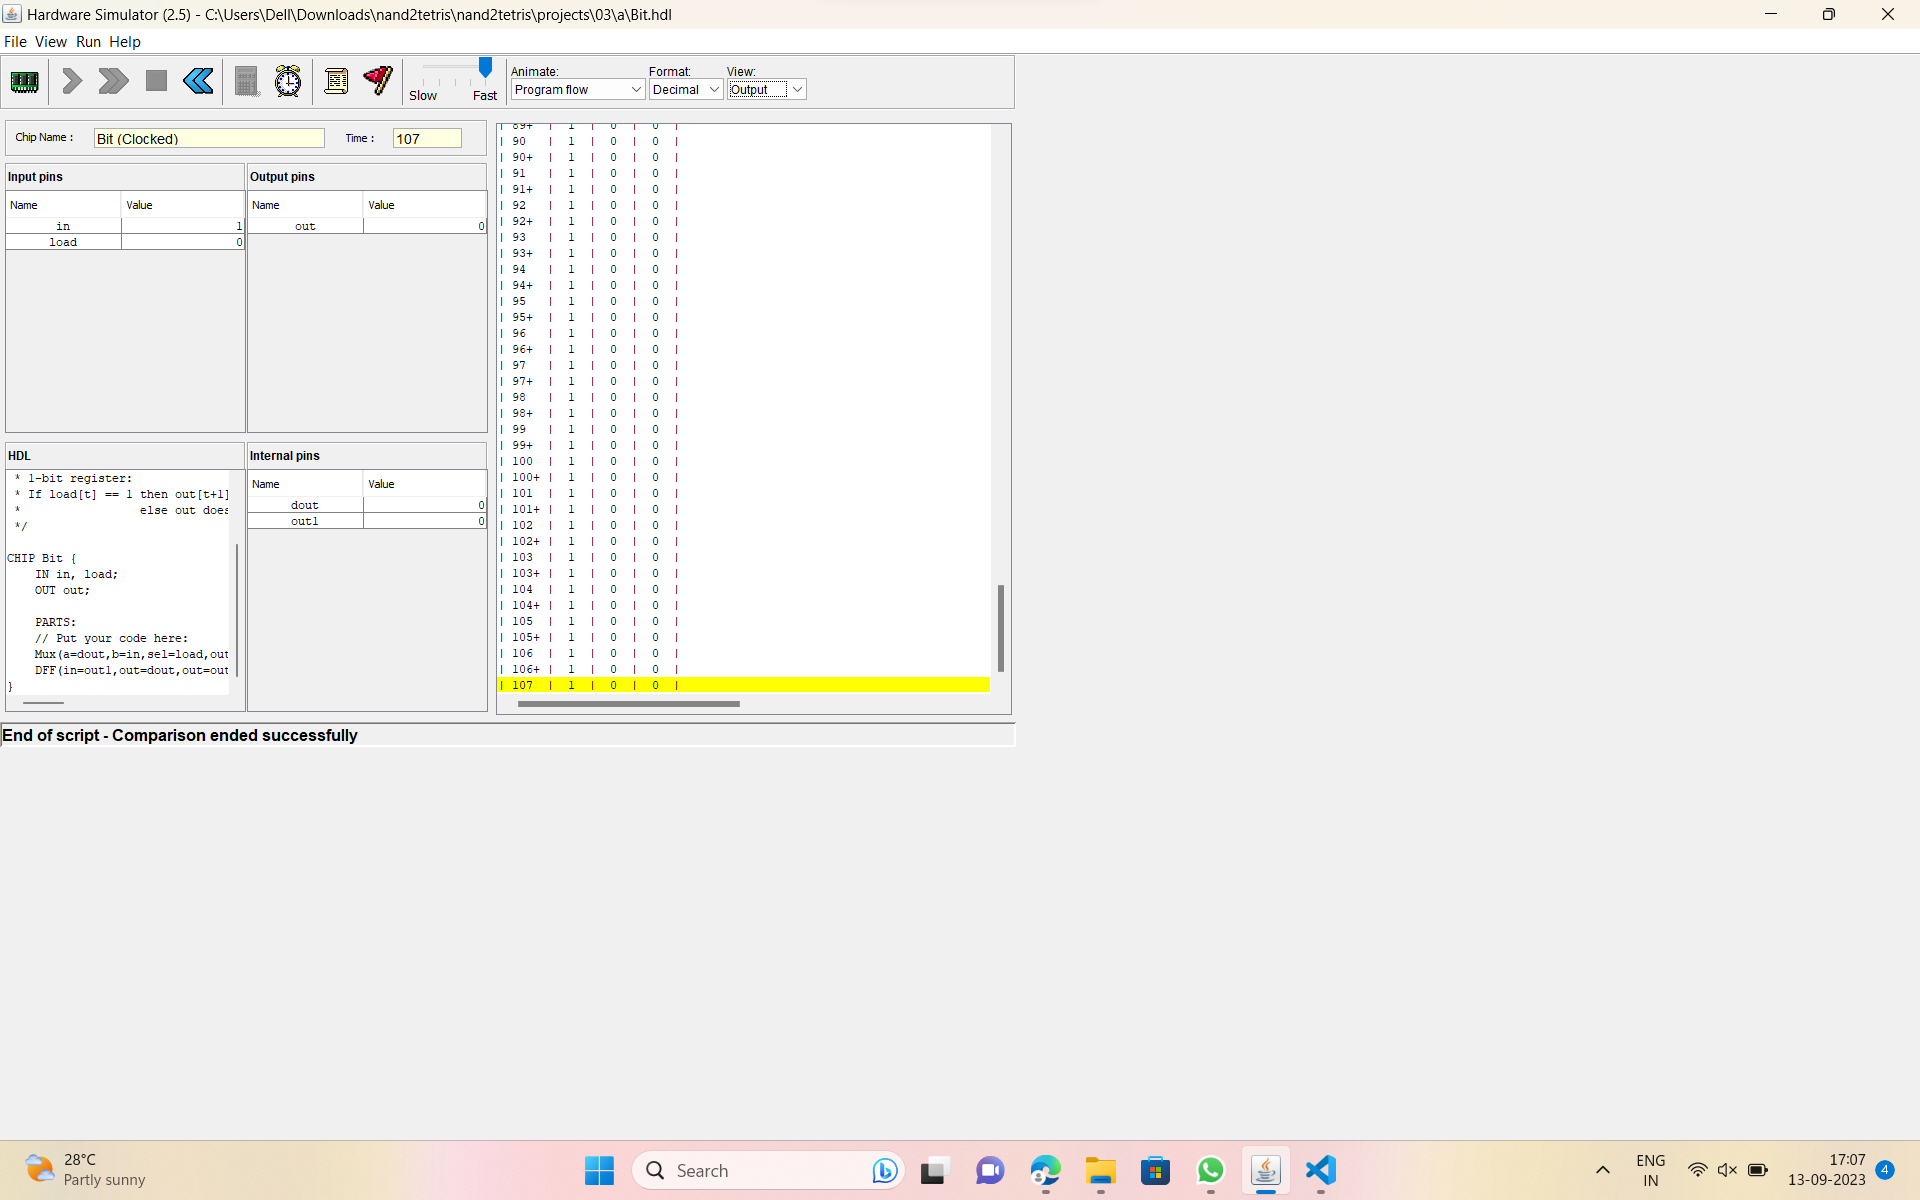 Hardware Simulator (2.5) - C:\Users\Dell\Downloads\nand2tetris\nand2tetris\projects\03\a\Bit.hdl
File View Run Help
Slow Fast
Animate: Format: View:
Program flow Decimal Output
Chip Name : Bit (Clocked) Time : 107
Input pins
Name Value
in 1
load 0
Output pins
Name Value
out 0
HDL
* 1-bit register:
* If load[t] == 1 then out[t+1]
* else out does
*/
CHIP Bit {
IN in, load;
OUT out;
PARTS:
// Put your code here:
Mux(a=dout,b=in,sel=load,out
DFF(in=out1,out=dout,out=out
}
Internal pins
Name Value
dout 0
out1 0
| 89+ | 1 | 0 | 0 |
| 90 | 1 | 0 | 0 |
| 90+ | 1 | 0 | 0 |
| 91 | 1 | 0 | 0 |
| 91+ | 1 | 0 | 0 |
| 92 | 1 | 0 | 0 |
| 92+ | 1 | 0 | 0 |
| 93 | 1 | 0 | 0 |
| 93+ | 1 | 0 | 0 |
| 94 | 1 | 0 | 0 |
| 94+ | 1 | 0 | 0 |
| 95 | 1 | 0 | 0 |
| 95+ | 1 | 0 | 0 |
| 96 | 1 | 0 | 0 |
| 96+ | 1 | 0 | 0 |
| 97 | 1 | 0 | 0 |
| 97+ | 1 | 0 | 0 |
| 98 | 1 | 0 | 0 |
| 98+ | 1 | 0 | 0 |
| 99 | 1 | 0 | 0 |
| 99+ | 1 | 0 | 0 |
| 100 | 1 | 0 | 0 |
| 100+ | 1 | 0 | 0 |
| 101 | 1 | 0 | 0 |
| 101+ | 1 | 0 | 0 |
| 102 | 1 | 0 | 0 |
| 102+ | 1 | 0 | 0 |
| 103 | 1 | 0 | 0 |
| 103+ | 1 | 0 | 0 |
| 104 | 1 | 0 | 0 |
| 104+ | 1 | 0 | 0 |
| 105 | 1 | 0 | 0 |
| 105+ | 1 | 0 | 0 |
| 106 | 1 | 0 | 0 |
| 106+ | 1 | 0 | 0 |
| 107 | 1 | 0 | 0 |
End of script - Comparison ended successfully
28°C
Partly sunny
Search
ENG
IN
17:07
13-09-2023
4